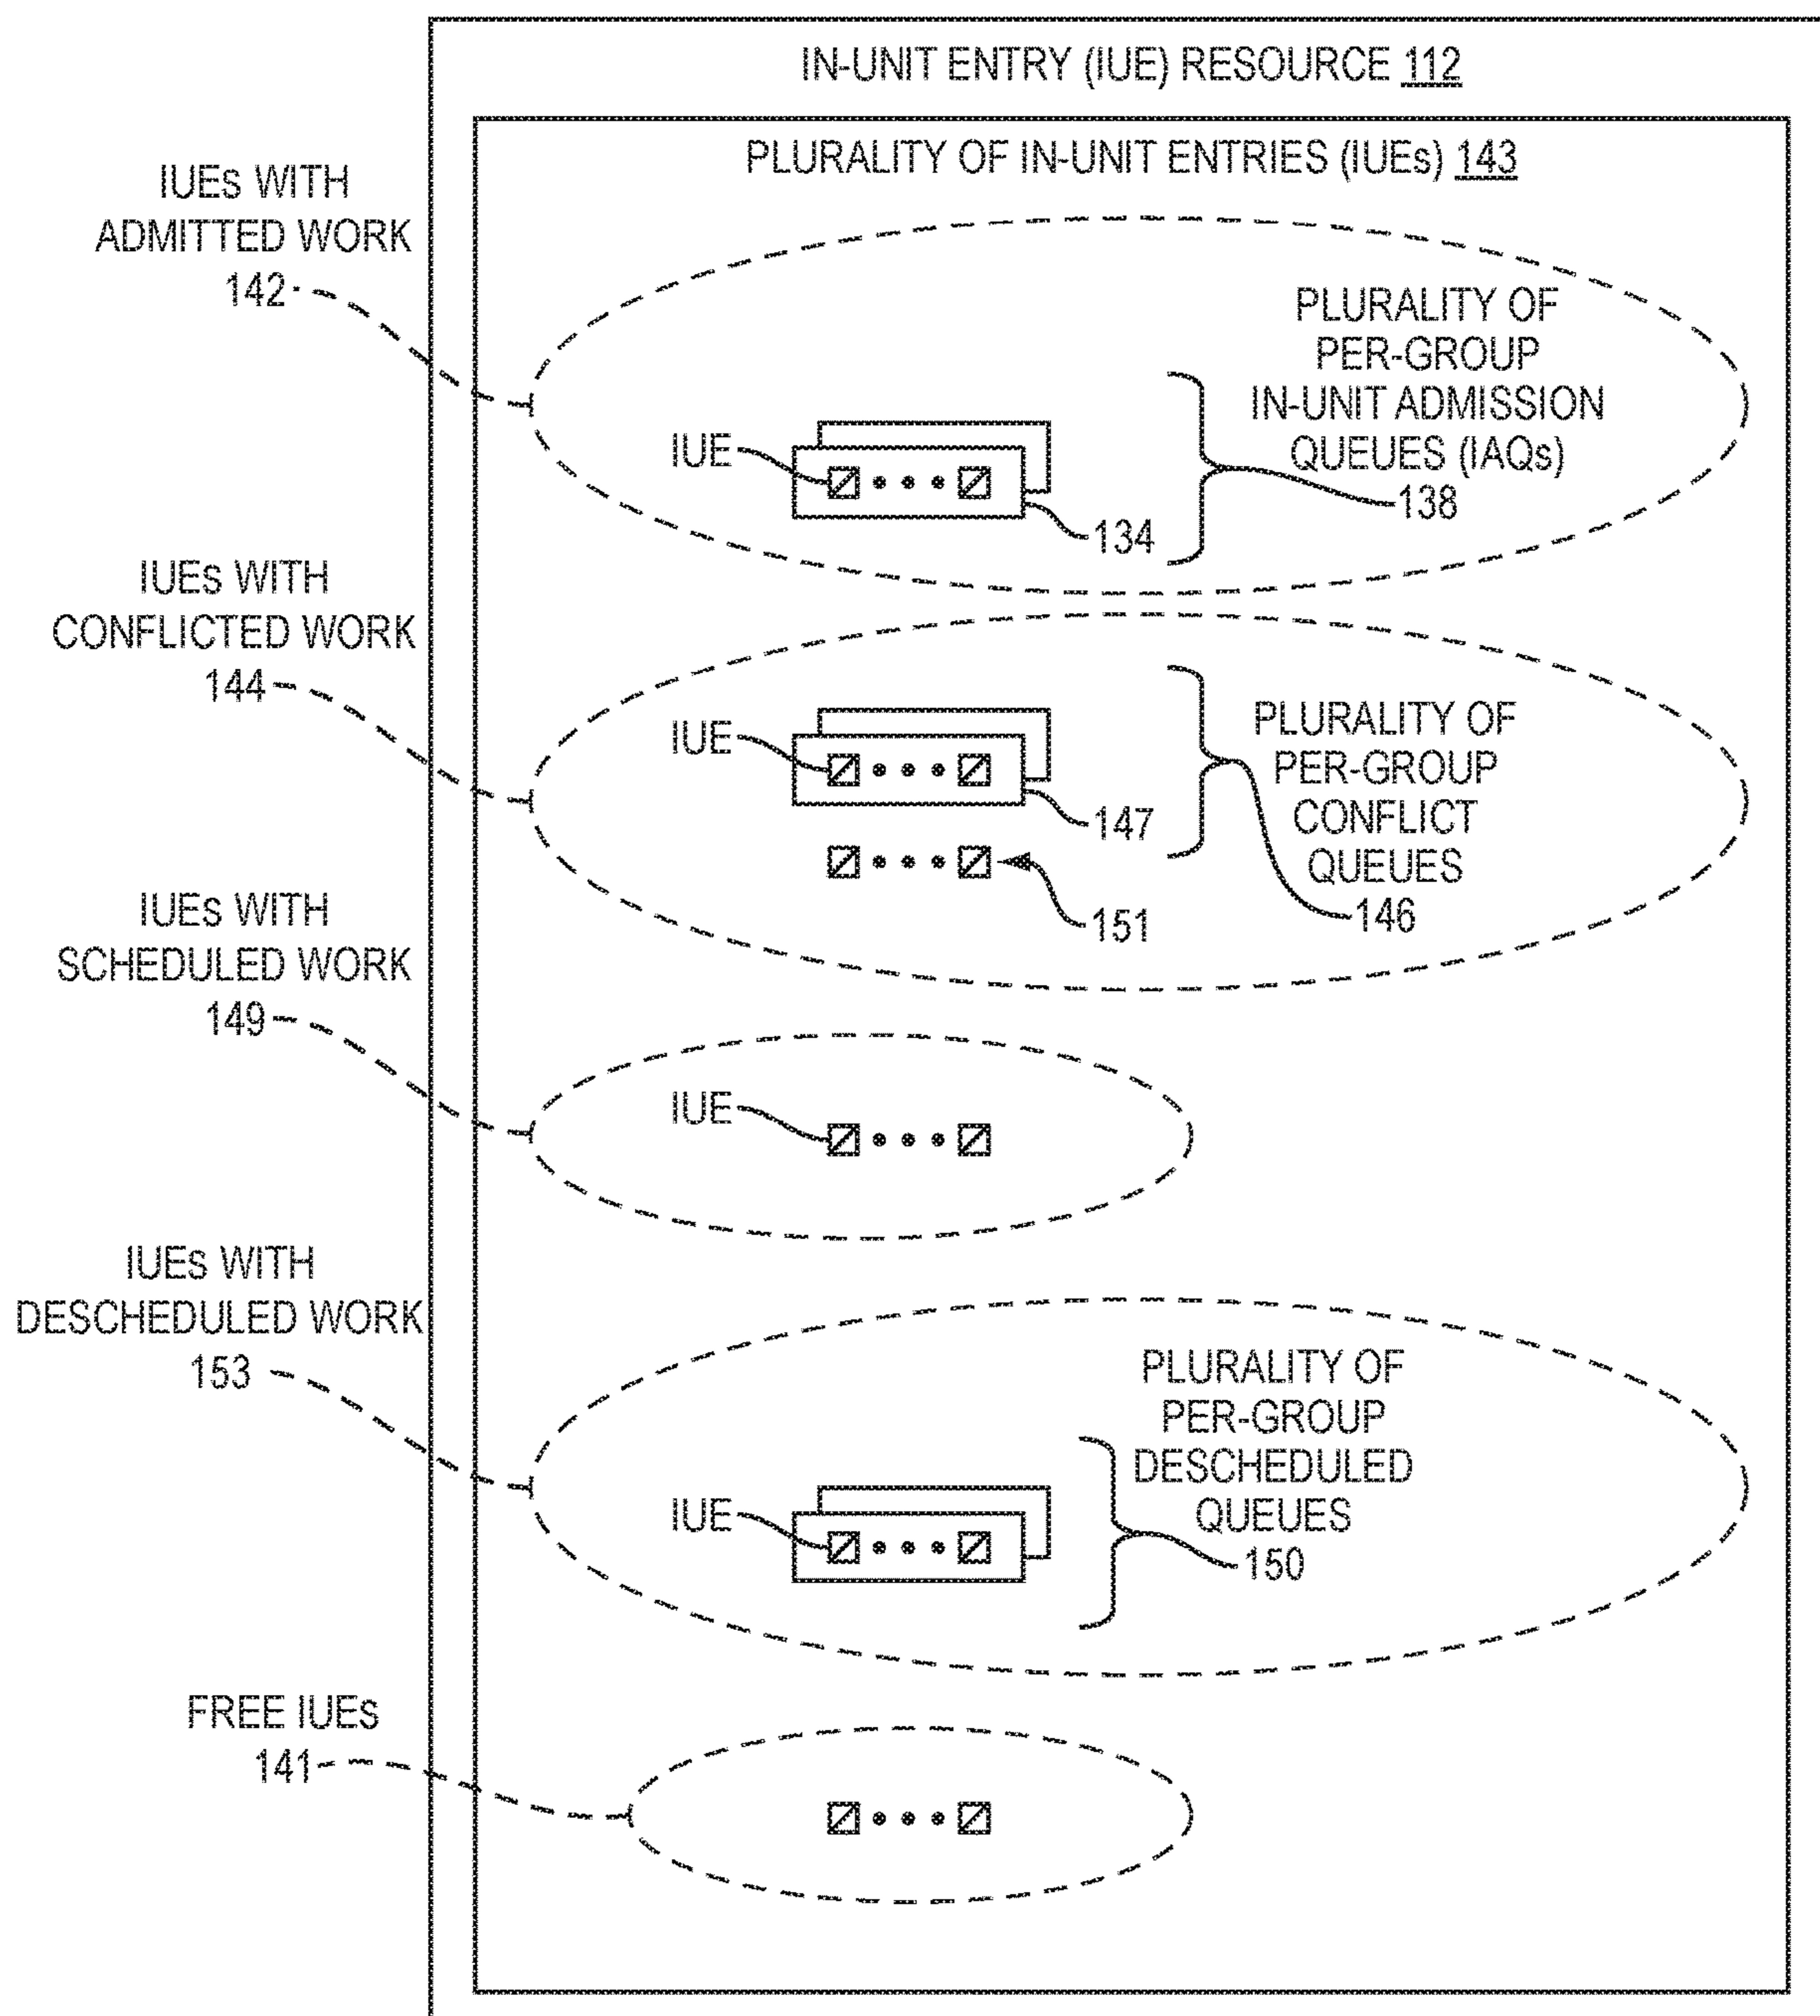 IN-UNIT ENTRY (IUE) RESOURCE 112
PLURALITY OF IN-UNIT ENTRIES (IUEs) 143
IUEs WITH
ADMITTED WORK
142
PLURALITY OF
PER-GROUP
IN-UNIT ADMISSION
QUEUES (IAQs)
138
IUE
134
IUEs WITH
CONFLICTED WORK
144
IUE
147
151
PLURALITY OF
PER-GROUP
CONFLICT
QUEUES
146
IUEs WITH
SCHEDULED WORK
149
IUE
IUEs WITH
DESCHEDULED WORK
153
PLURALITY OF
PER-GROUP
DESCHEDULED
QUEUES
150
IUE
FREE IUEs
141